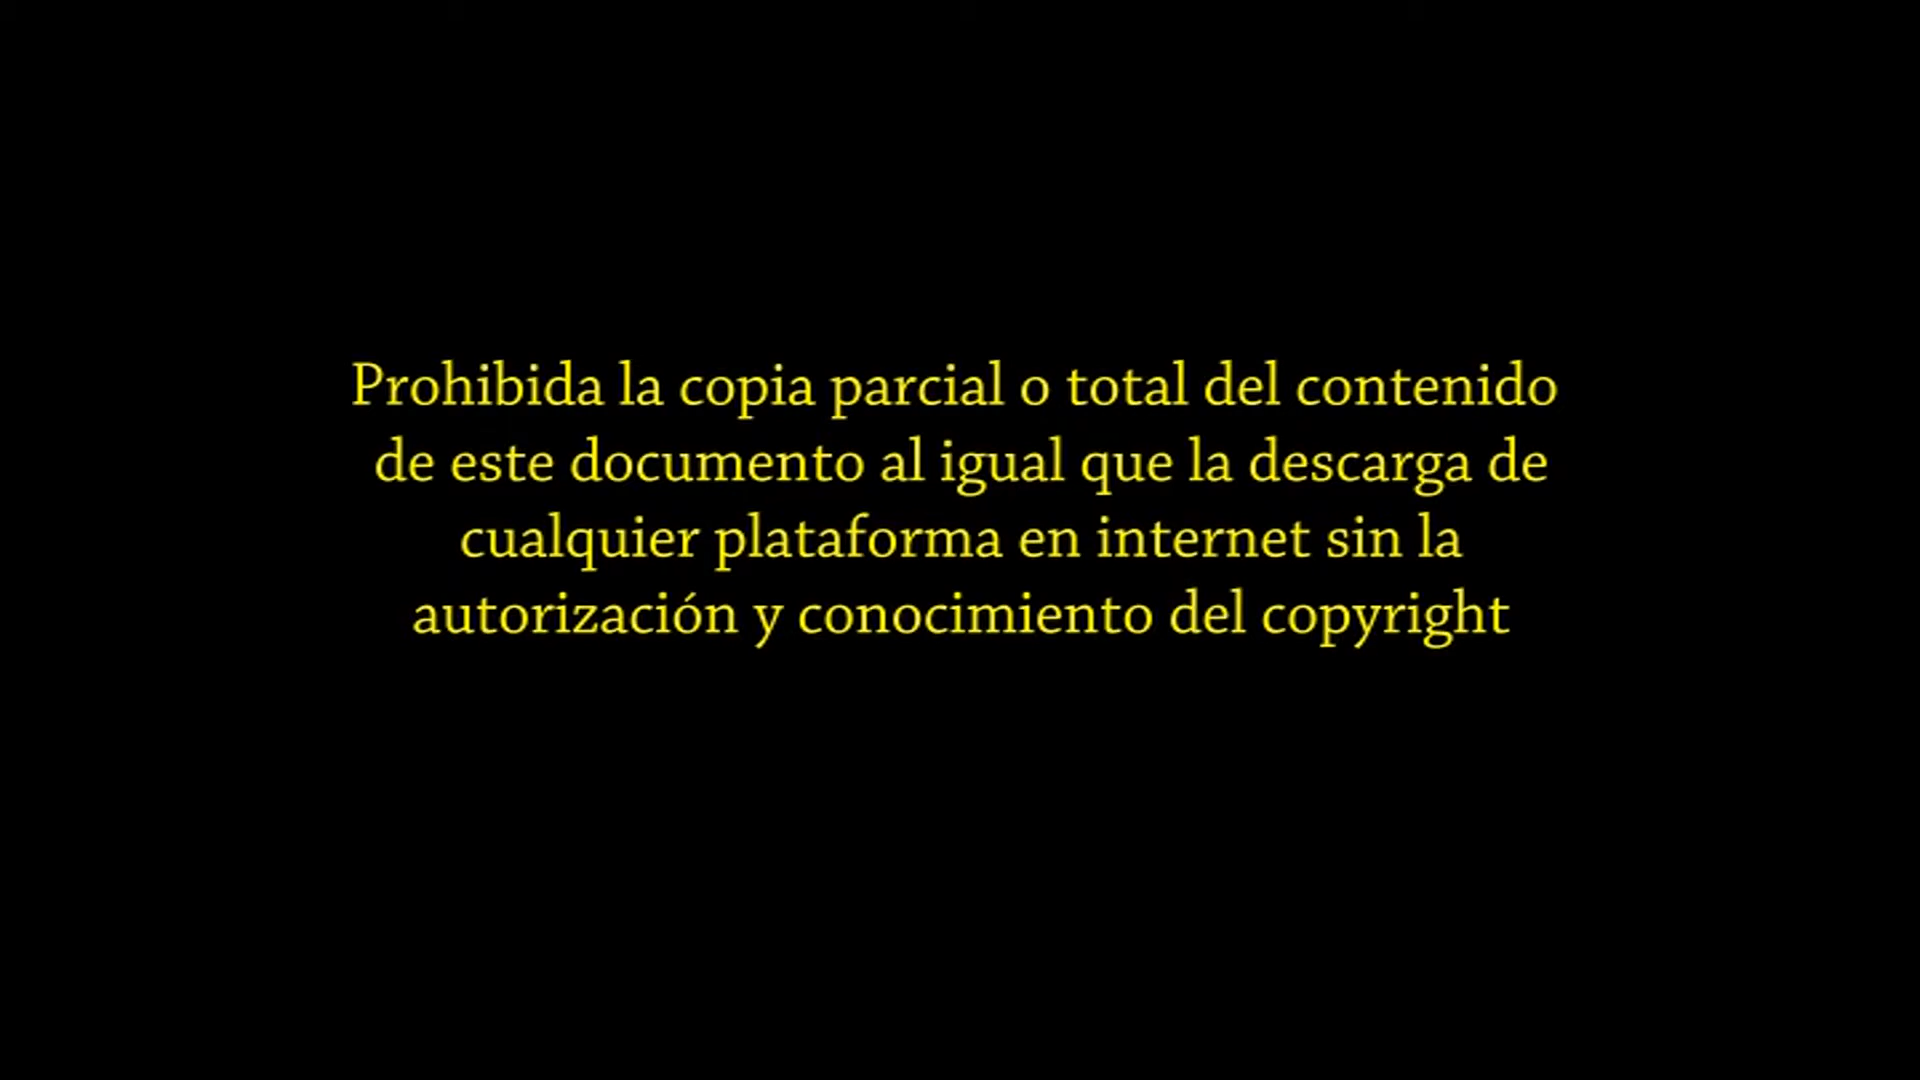 Prohibida la copia parcial o total del contenido
de este documento al igual que la descarga de
cualquier plataforma en internet sin la
autorización y conocimiento del copyright